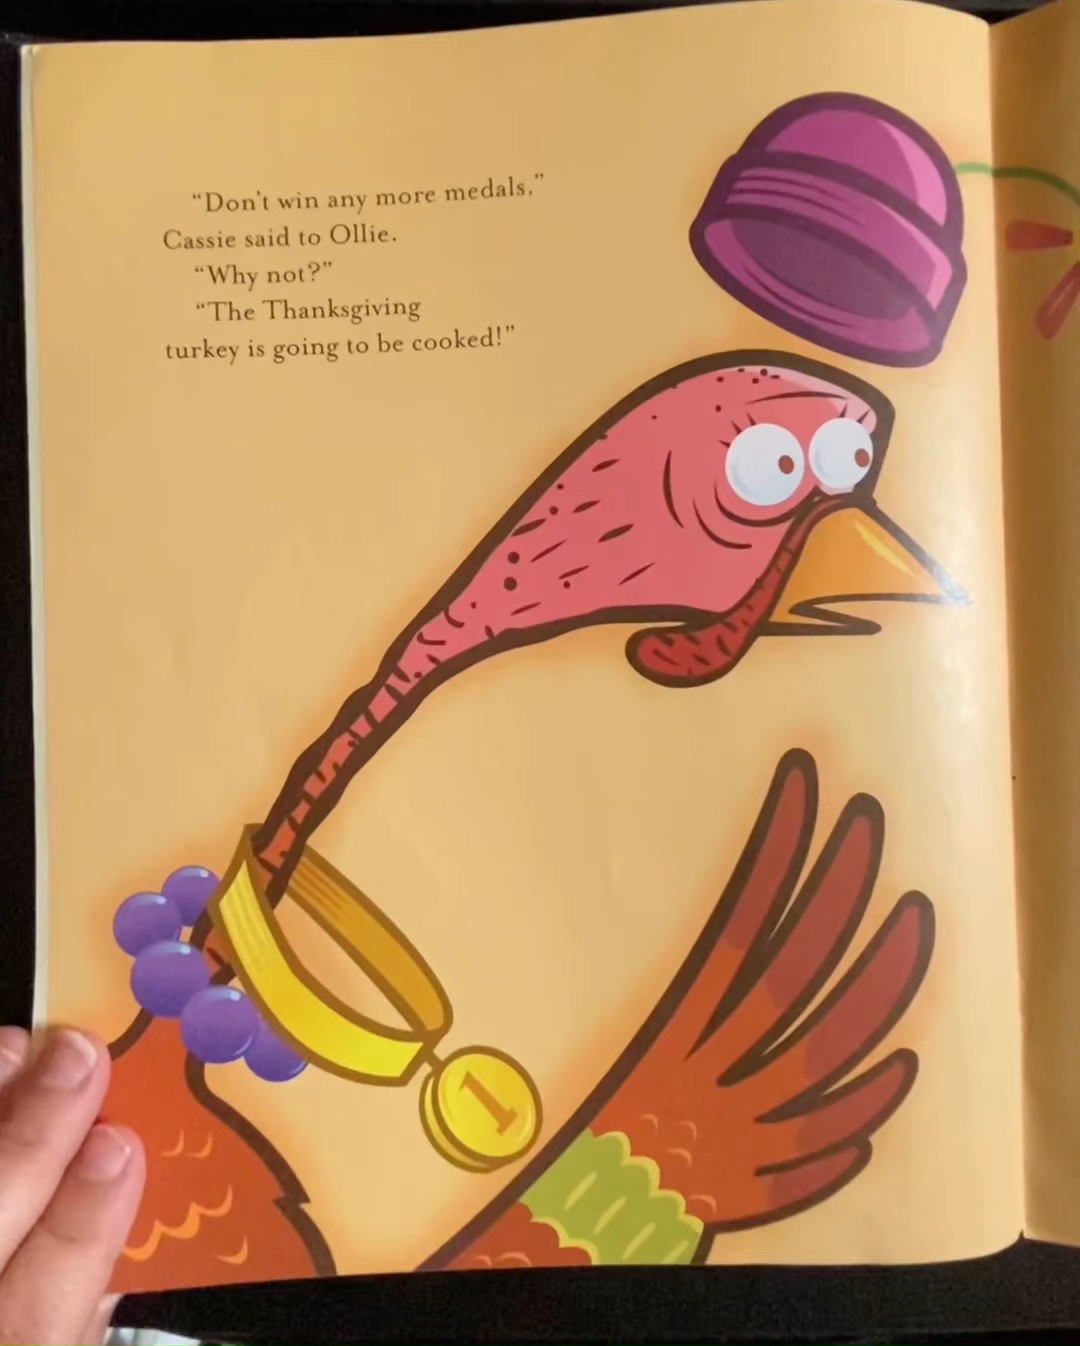 “Don't win any more medals,”
Cassie said to Ollie.
“Why not?”
“The Thanksgiving
turkey is going to be cooked!”
1